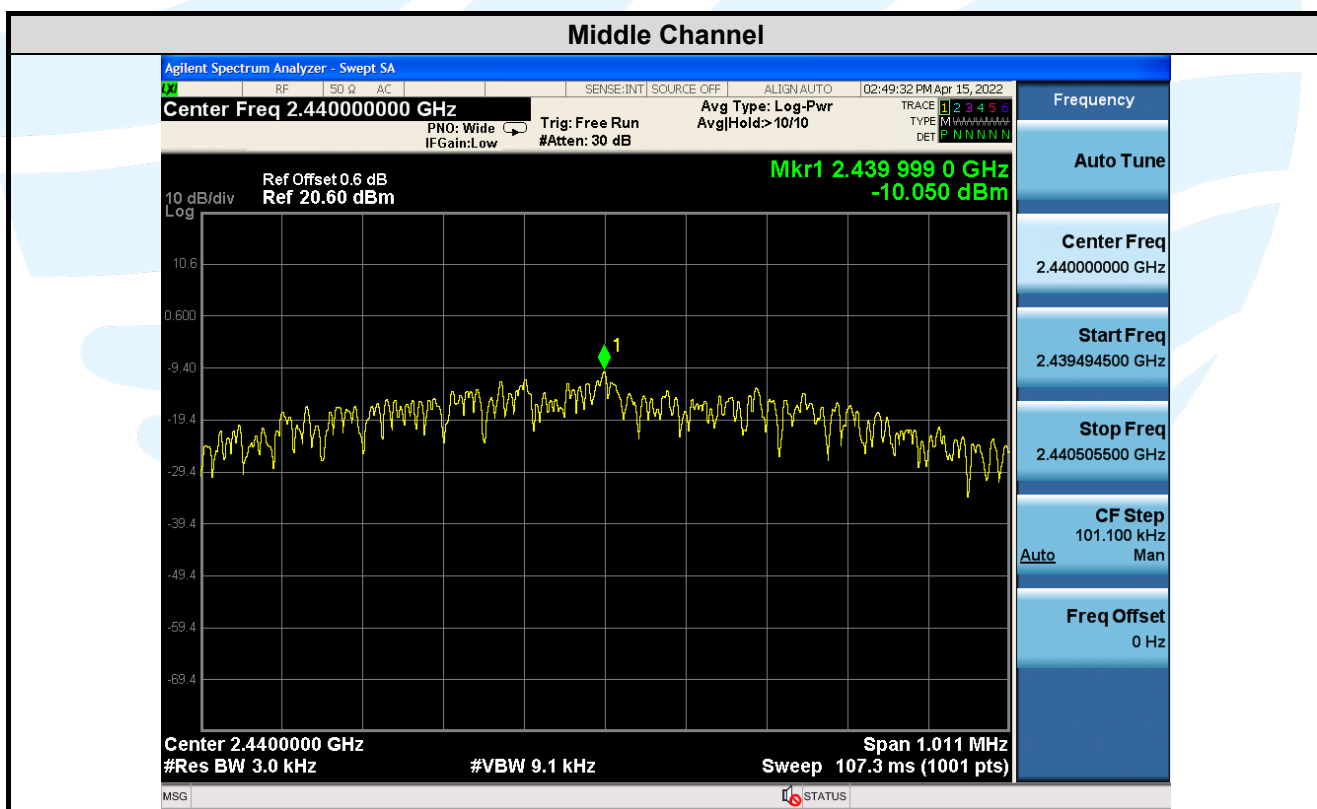 Middle Channel
Agilent Spectrum Analyzer - Swept SA
LXI RF 50 Ω AC SENSE:INT SOURCE OFF ALIGN AUTO 02:49:32 PM Apr 15, 2022
Center Freq 2.440000000 GHz
PNO: Wide
IFGain:Low
Trig: Free Run
#Atten: 30 dB
Avg Type: Log-Pwr
Avg|Hold:>10/10
TRACE 1 2 3 4 5 6
TYPE M
DET P N N N N N
Mkr1 2.439 999 0 GHz
-10.050 dBm
Ref Offset 0.6 dB
10 dB/div Ref 20.60 dBm
Log
10.6
0.600
-9.40
-19.4
-29.4
-39.4
-49.4
-59.4
-69.4
1
Center 2.4400000 GHz Span 1.011 MHz
#Res BW 3.0 kHz #VBW 9.1 kHz Sweep 107.3 ms (1001 pts)
MSG STATUS
Frequency
Auto Tune
Center Freq
2.440000000 GHz
Start Freq
2.439494500 GHz
Stop Freq
2.440505500 GHz
CF Step
101.100 kHz
Auto Man
Freq Offset
0 Hz